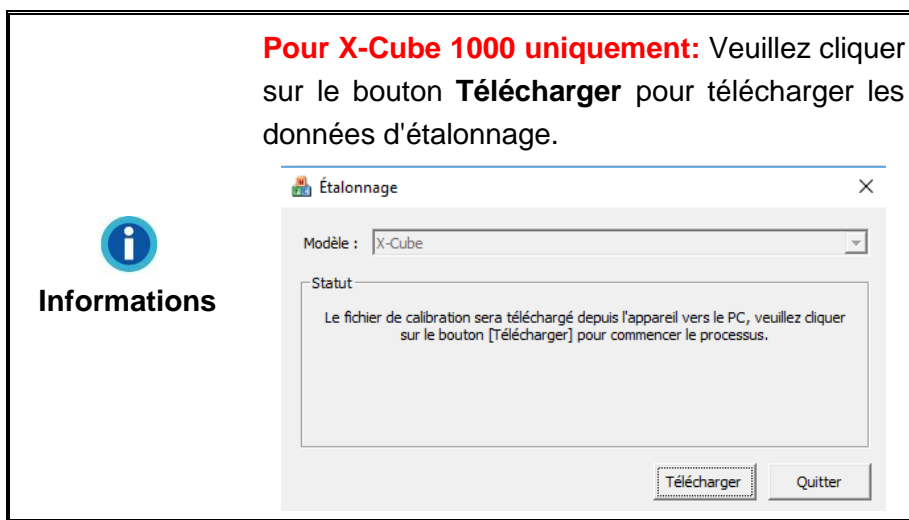 Pour X-Cube 1000 uniquement: Veuillez cliquer
sur le bouton Télécharger pour télécharger les
données d'étalonnage.
Étalonnage
Modèle : X-Cube
Statut
Le fichier de calibration sera téléchargé depuis l'appareil vers le PC, veuillez cliquer
sur le bouton [Télécharger] pour commencer le processus.
Télécharger Quitter
Informations